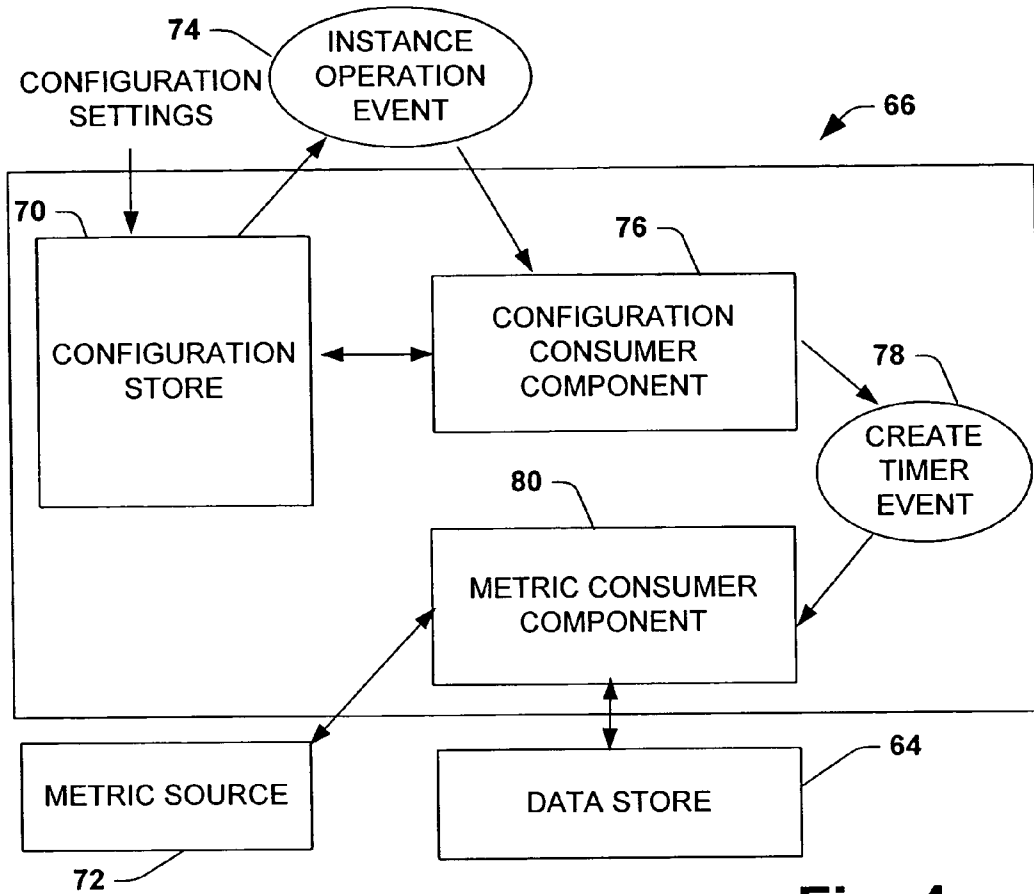 74
INSTANCE
OPERATION
EVENT
CONFIGURATION
SETTINGS
66
70
76
CONFIGURATION
STORE
CONFIGURATION
CONSUMER
COMPONENT
78
CREATE
TIMER
EVENT
80
METRIC CONSUMER
COMPONENT
64
METRIC SOURCE
DATA STORE
72